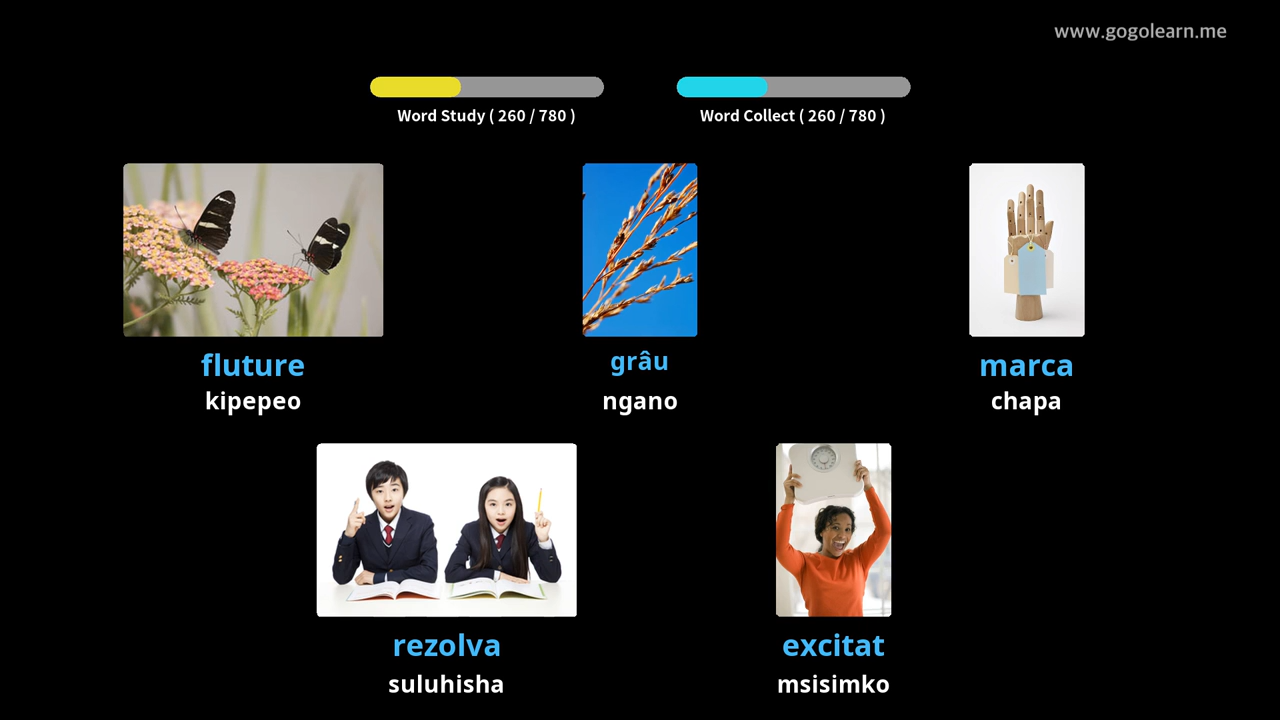 www.gogolearn.me
Word Study ( 260 / 780 )
Word Collect ( 260 / 780 )
fluture
kipepeo
grâu
ngano
marca
chapa
rezolva
suluhisha
excitat
msisimko